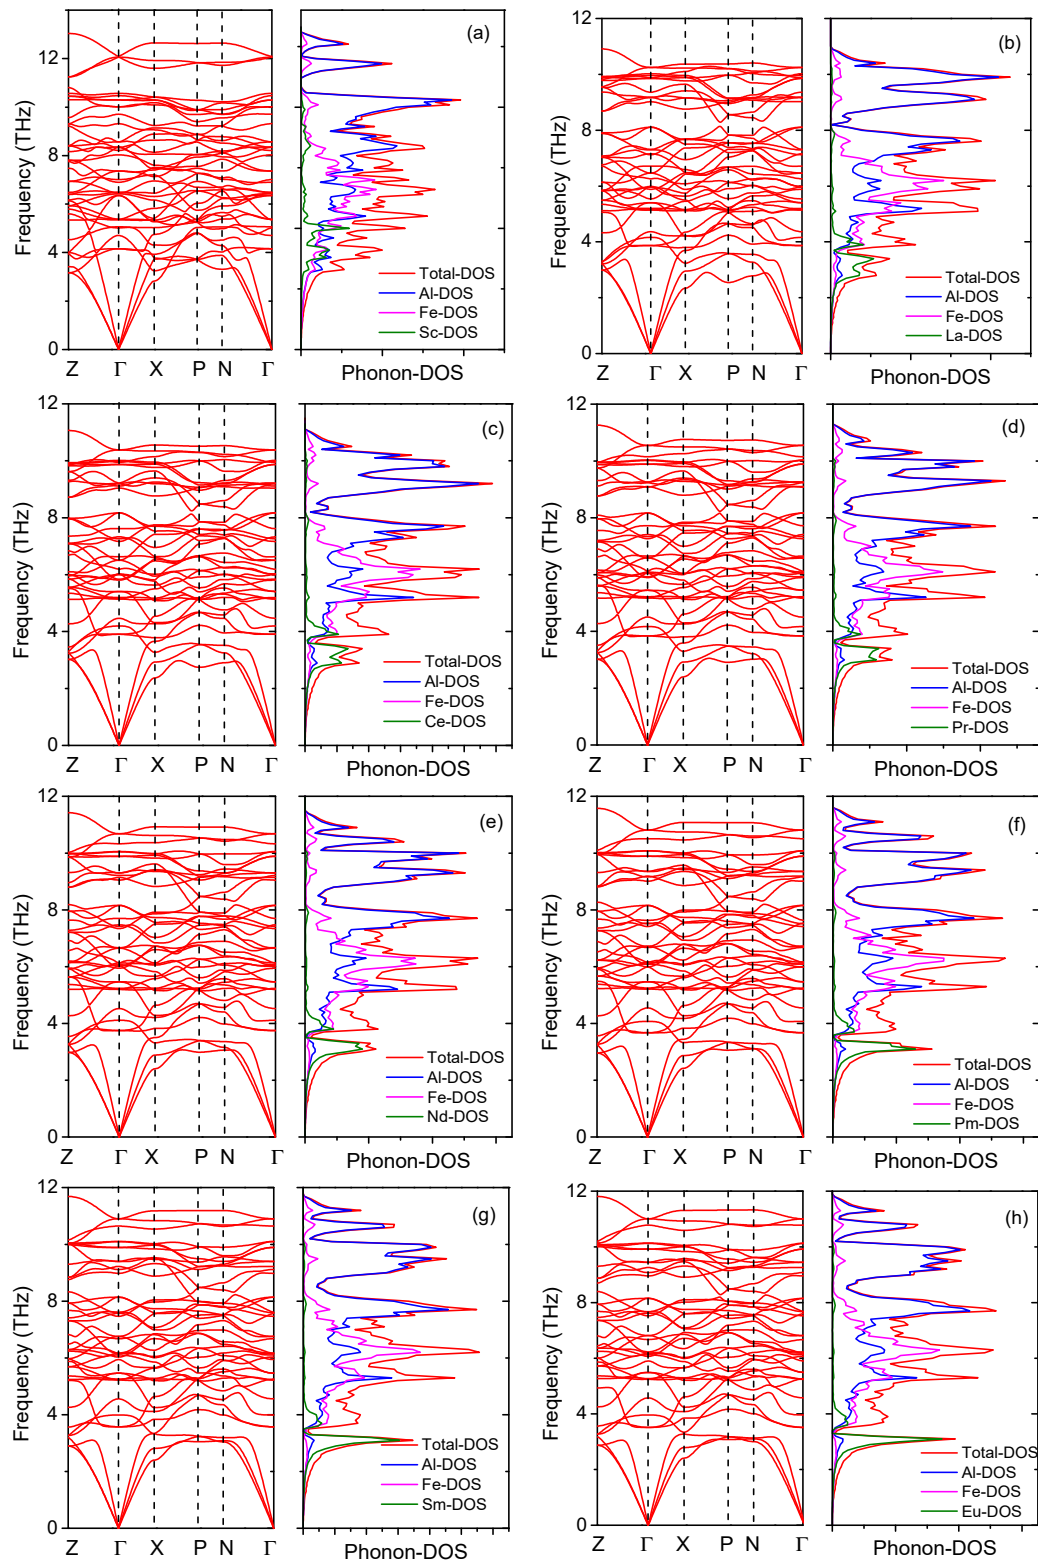 (a)
Frequency (THz)
12
8
4
0
Z Γ X P N Γ
Total-DOS
Al-DOS
Fe-DOS
Sc-DOS
Phonon-DOS
(b)
Frequency (THz)
12
8
4
0
Z Γ X P N Γ
Total-DOS
Al-DOS
Fe-DOS
La-DOS
Phonon-DOS
(c)
Frequency (THz)
12
8
4
0
Z Γ X P N Γ
Total-DOS
Al-DOS
Fe-DOS
Ce-DOS
Phonon-DOS
(d)
Frequency (THz)
12
8
4
0
Z Γ X P N Γ
Total-DOS
Al-DOS
Fe-DOS
Pr-DOS
Phonon-DOS
(e)
Frequency (THz)
12
8
4
0
Z Γ X P N Γ
Total-DOS
Al-DOS
Fe-DOS
Nd-DOS
Phonon-DOS
(f)
Frequency (THz)
12
8
4
0
Z Γ X P N Γ
Total-DOS
Al-DOS
Fe-DOS
Pm-DOS
Phonon-DOS
(g)
Frequency (THz)
12
8
4
0
Z Γ X P N Γ
Total-DOS
Al-DOS
Fe-DOS
Sm-DOS
Phonon-DOS
(h)
Frequency (THz)
12
8
4
0
Z Γ X P N Γ
Total-DOS
Al-DOS
Fe-DOS
Eu-DOS
Phonon-DOS